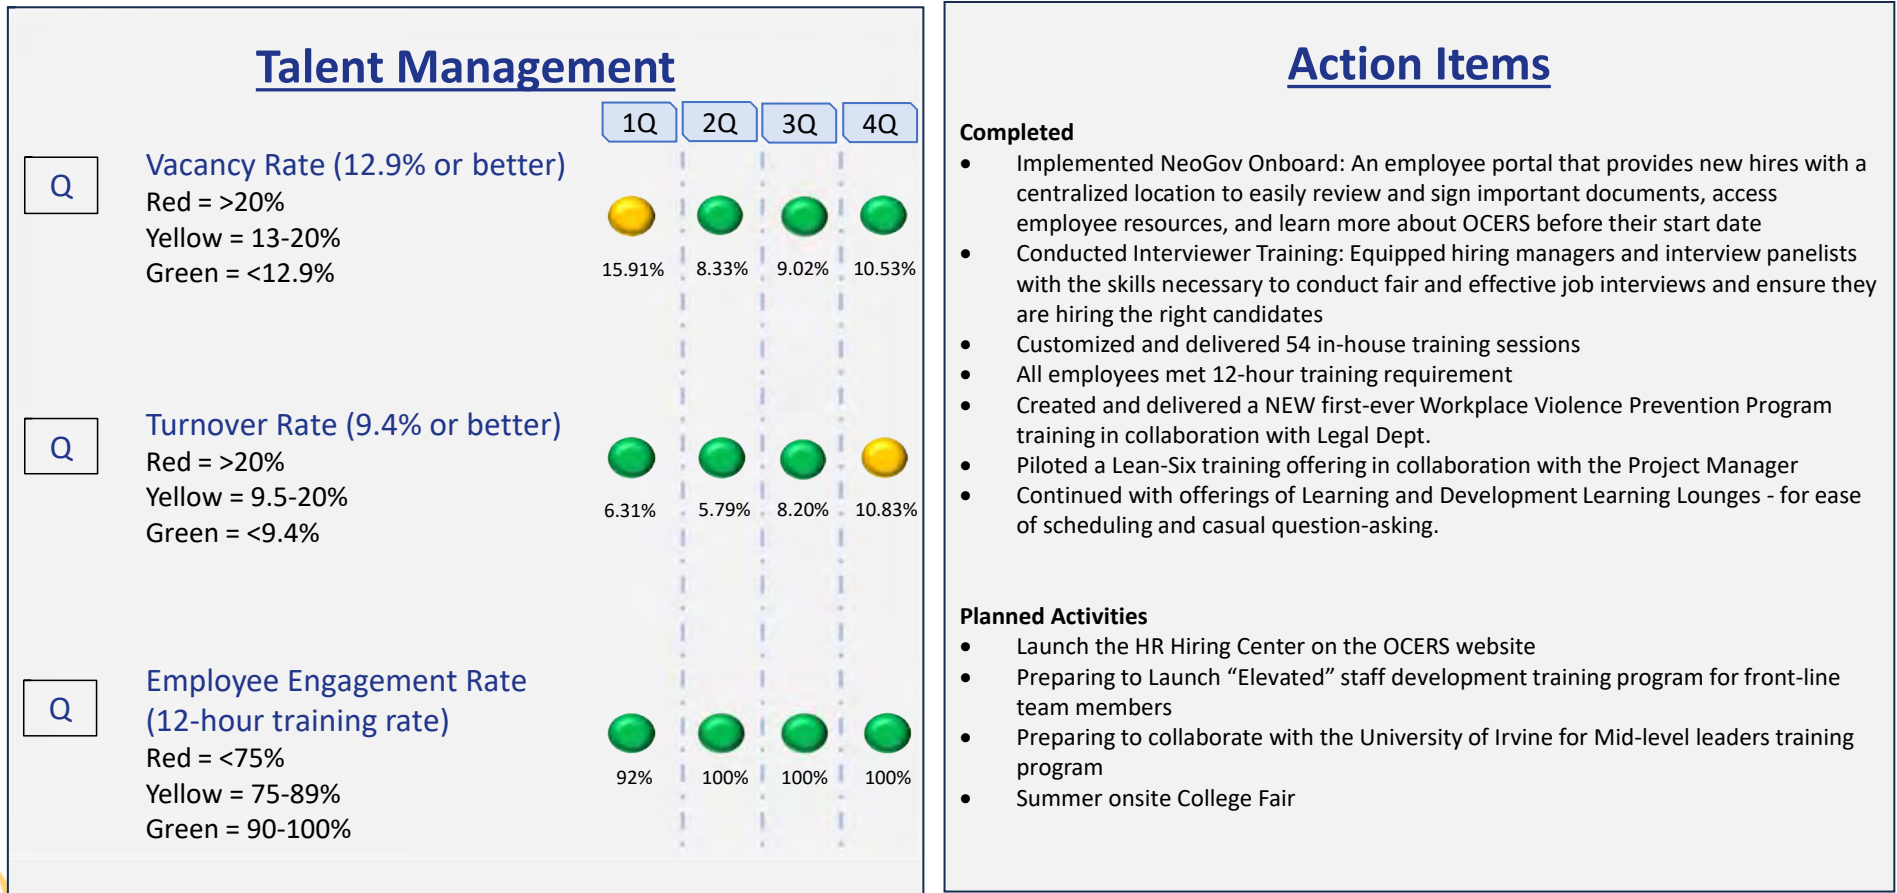 Talent Management
1Q 2Q 3Q 4Q
Q
Vacancy Rate (12.9% or better)
Red = >20%
Yellow = 13-20%
Green = <12.9%
15.91% 8.33% 9.02% 10.53%
Q
Turnover Rate (9.4% or better)
Red = >20%
Yellow = 9.5-20%
Green = <9.4%
6.31% 5.79% 8.20% 10.83%
Q
Employee Engagement Rate
(12-hour training rate)
Red = <75%
Yellow = 75-89%
Green = 90-100%
92% 100% 100% 100%
Action Items
Completed
• Implemented NeoGov Onboard: An employee portal that provides new hires with a
centralized location to easily review and sign important documents, access
employee resources, and learn more about OCERS before their start date
• Conducted Interviewer Training: Equipped hiring managers and interview panelists
with the skills necessary to conduct fair and effective job interviews and ensure they
are hiring the right candidates
• Customized and delivered 54 in-house training sessions
• All employees met 12-hour training requirement
• Created and delivered a NEW first-ever Workplace Violence Prevention Program
training in collaboration with Legal Dept.
• Piloted a Lean-Six training offering in collaboration with the Project Manager
• Continued with offerings of Learning and Development Learning Lounges - for ease
of scheduling and casual question-asking.
Planned Activities
• Launch the HR Hiring Center on the OCERS website
• Preparing to Launch “Elevated” staff development training program for front-line
team members
• Preparing to collaborate with the University of Irvine for Mid-level leaders training
program
• Summer onsite College Fair